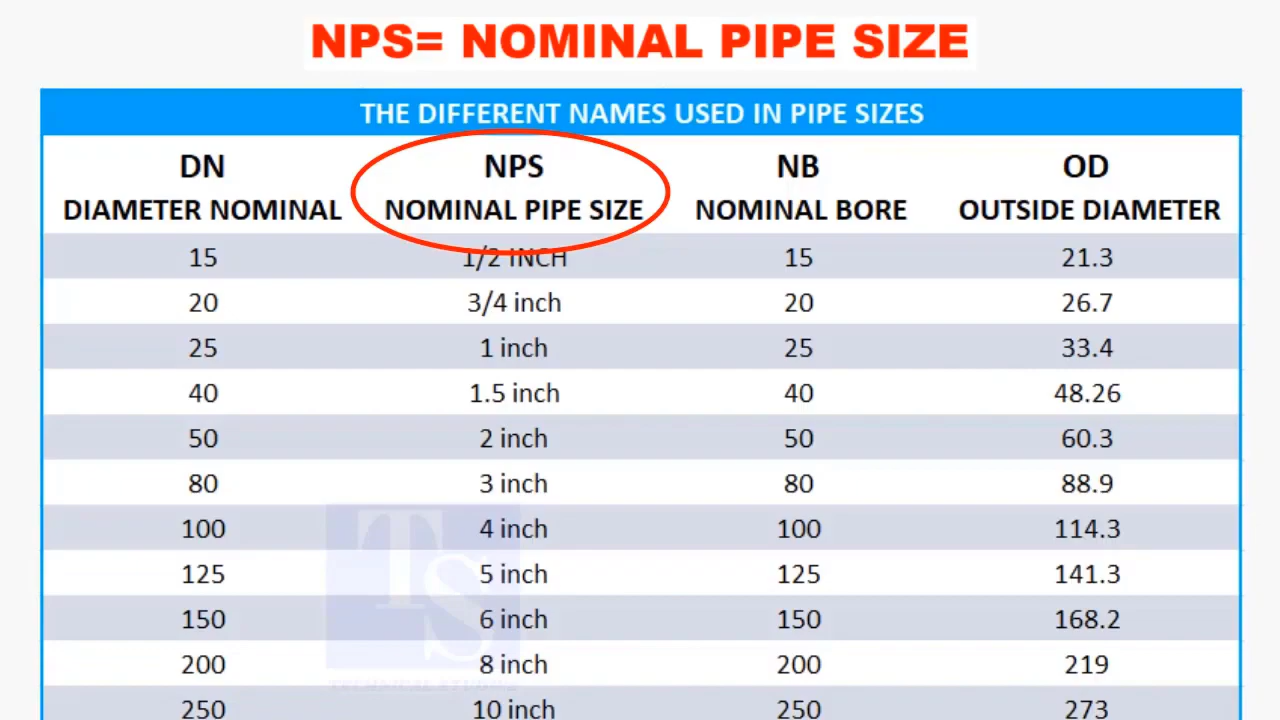 NPS= NOMINAL PIPE SIZE
THE DIFFERENT NAMES USED IN PIPE SIZES
DN NPS NB OD
DIAMETER NOMINAL NOMINAL PIPE SIZE NOMINAL BORE OUTSIDE DIAMETER
15 1/2 INCH 15 21.3
20 3/4 inch 20 26.7
25 1 inch 25 33.4
40 1.5 inch 40 48.26
50 2 inch 50 60.3
80 3 inch 80 88.9
100 4 inch 100 114.3
125 5 inch 125 141.3
150 6 inch 150 168.2
200 8 inch 200 219
250 10 inch 250 273
TS
TECHNICAL STUDIES